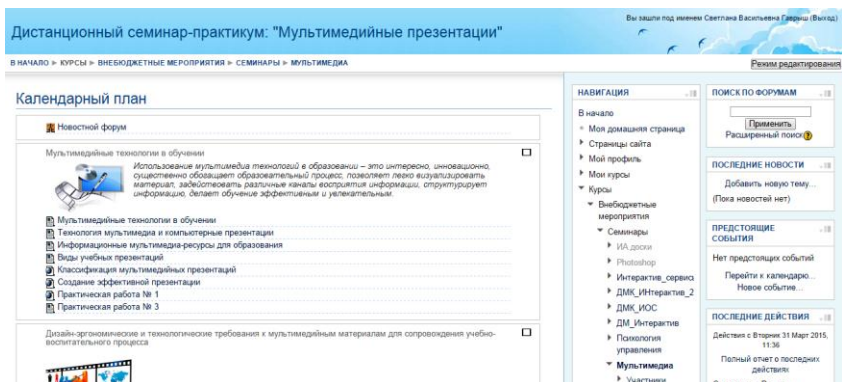 Вы зашли под именем Светлана Васильевна Гаврыш (Выход)
Дистанционный семинар-практикум: "Мультимедийные презентации"
В НАЧАЛО ► КУРСЫ ► ВНЕБЮДЖЕТНЫЕ МЕРОПРИЯТИЯ ► СЕМИНАРЫ ► МУЛЬТИМЕДИА
Режим редактирования
Календарный план
Новостной форум
Мультимедийные технологии в обучении
Использование мультимедиа технологий в образовании – это интересно, инновационно,
существенно обогащает образовательный процесс, позволяет легко визуализировать
материал, задействовать различные каналы восприятия информации, структурирует
информацию, делает обучение эффективным и увлекательным.
Мультимедийные технологии в обучении
Технология мультимедиа и компьютерные презентации
Информационные мультимедиа-ресурсы для образования
Виды учебных презентаций
Классификация мультимедийных презентаций
Создание эффективной презентации
Практическая работа № 1
Практическая работа № 3
Дизайн-эргономические и технологические требования к мультимедийным материалам для сопровождения учебно-
воспитательного процесса
НАВИГАЦИЯ
В начало
Моя домашняя страница
Страницы сайта
Мой профиль
Мои курсы
Курсы
Внебюджетные
мероприятия
Семинары
ИА доски
Photoshop
Интерактив_сервисы
ДМК_ИНтерактив_2
ДМК_ИОС
ДМ_Интерактив
Психология
управления
Мультимедиа
Участники
ПОИСК ПО ФОРУМАМ
Применить
Расширенный поиск
ПОСЛЕДНИЕ НОВОСТИ
Добавить новую тему...
(Пока новостей нет)
ПРЕДСТОЯЩИЕ
СОБЫТИЯ
Нет предстоящих событий
Перейти к календарю...
Новое событие...
ПОСЛЕДНИЕ ДЕЙСТВИЯ
Действия с Вторник 31 Март 2015,
11:36
Полный отчет о последних
действиях